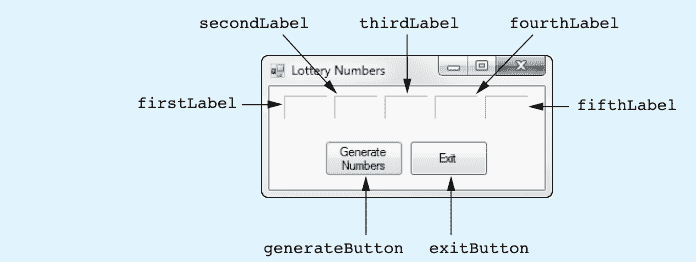 secondLabel thirdLabel fourthLabel
Lottery Numbers
firstLabel fifthLabel
Generate
Numbers
Exit
generateButton exitButton